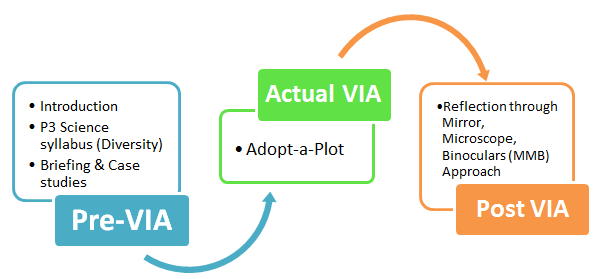 • Introduction
• P3 Science
syllabus (Diversity)
• Briefing & Case
studies
Pre-VIA
Actual VIA
• Adopt-a-Plot
•Reflection through
Mirror,
Microscope,
Binoculars (MMB)
Approach
Post VIA